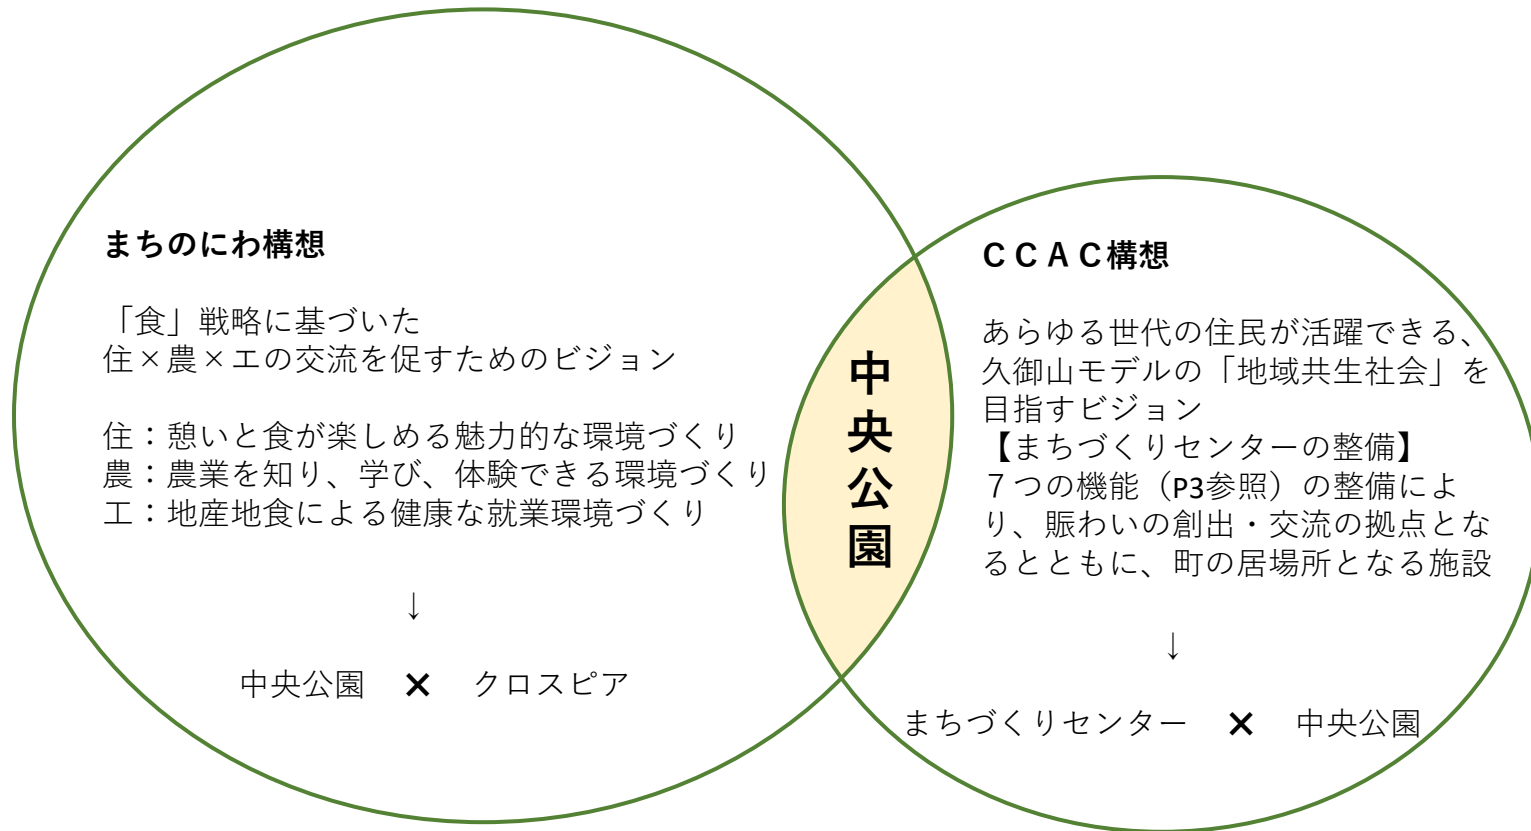 まちのにわ構想
「食」戦略に基づいた
住×農×工の交流を促すためのビジョン
住：憩いと食が楽しめる魅力的な環境づくり
農：農業を知り、学び、体験できる環境づくり
工：地産地食による健康な就業環境づくり
↓
中央公園　×　クロスピア
中央公園
ＣＣＡＣ構想
あらゆる世代の住民が活躍できる、
久御山モデルの「地域共生社会」を
目指すビジョン
【まちづくりセンターの整備】
７つの機能（P3参照）の整備によ
り、賑わいの創出・交流の拠点とな
るとともに、町の居場所となる施設
↓
まちづくりセンター　×　中央公園